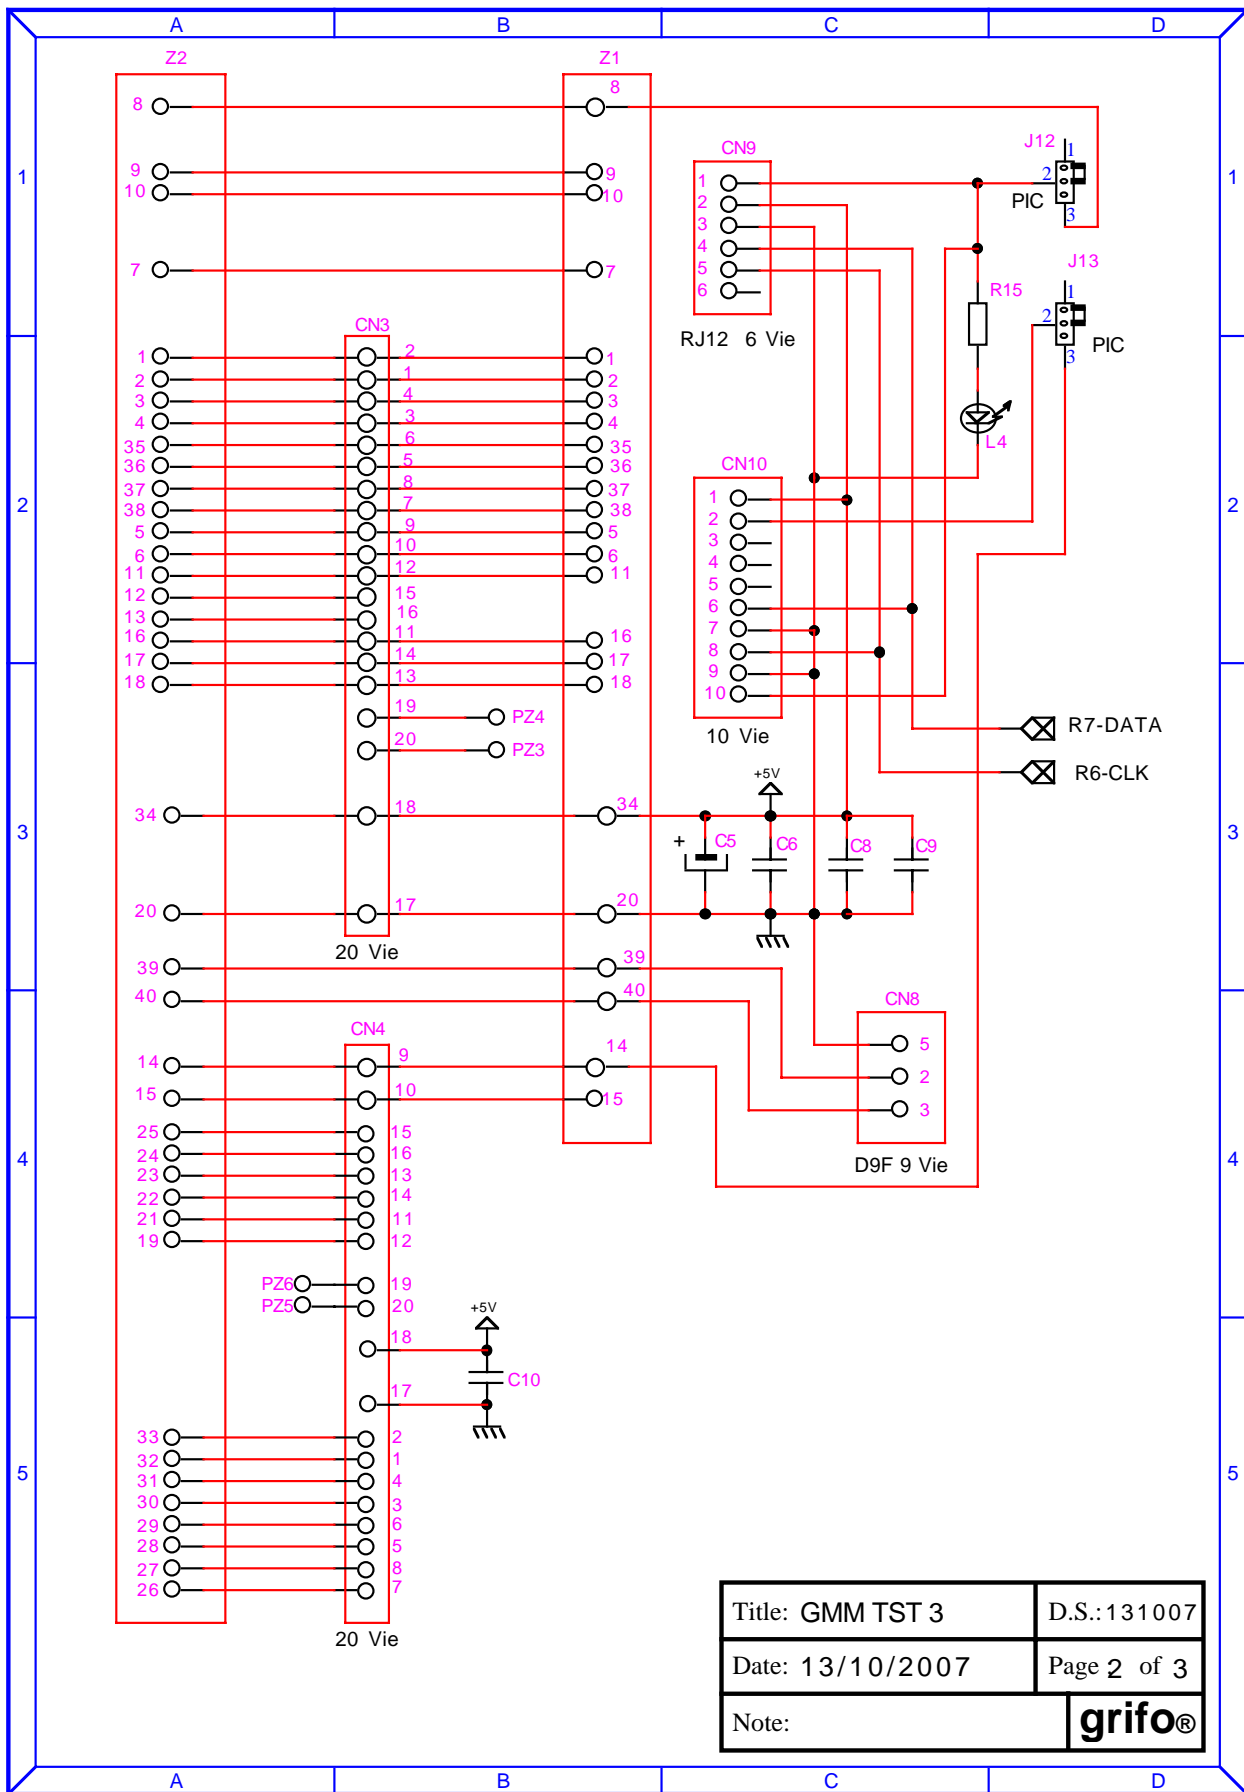 A B C D
Z2 Z1
8 8
9 9
10 10
7 7
1 1
CN9
1
2
3
4
5
6
RJ12 6 Vie
J12
1
2
PIC
3
J13
1
2
PIC
3
R15
L4
CN3
1 2 1
2 1 2
3 4 3
4 3 4
35 6 35
36 5 36
37 8 37
38 7 38
5 9 5
6 10 6
11 12 11
12 15
13 16
16 11 16
17 14 17
18 13 18
19 PZ4
20 PZ3
2 2
CN10
1
2
3
4
5
6
7
8
9
10
10 Vie
R7-DATA
R6-CLK
+5V
34 18 34
+ C5 C6 C8 C9
3 3
20 17 20
20 Vie
39 39
40 40
CN8
5
2
3
D9F 9 Vie
CN4
14 9 14
15 10 15
25 15
24 16
23 13
22 14
21 11
19 12
4 4
PZ6 19
PZ5 20
+5V
18
C10
17
33 2
32 1
31 4
30 3
29 6
28 5
27 8
26 7
5 5
20 Vie
Title: GMM TST 3 D.S.:131007
Date: 13/10/2007 Page 2 of 3
Note: grifo®
A B C D